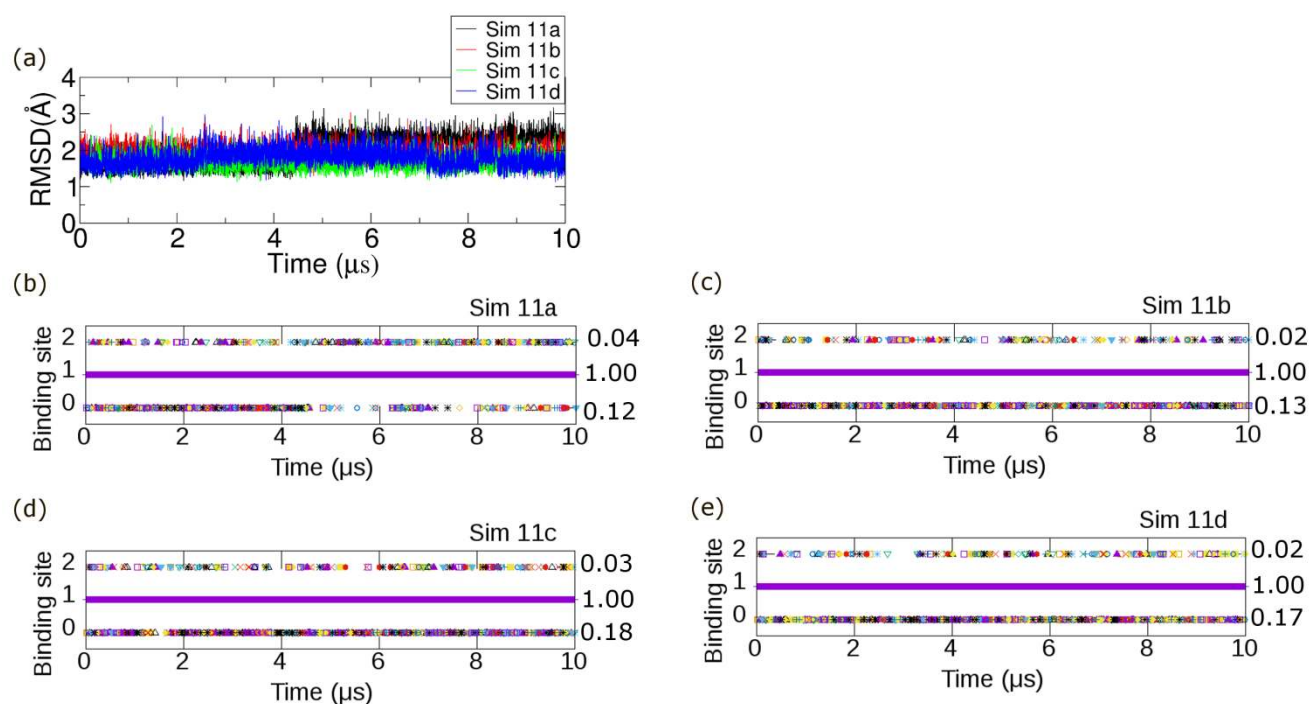 (a)
Sim 11a
Sim 11b
Sim 11c
Sim 11d
RMSD(Å)
4
3
2
1
0
0 2 4 6 8 10
Time (μs)
(b)
Sim 11a
Binding site
2 0.04
1 1.00
0 0.12
0 2 4 6 8 10
Time (μs)
(c)
Sim 11b
Binding site
2 0.02
1 1.00
0 0.13
0 2 4 6 8 10
Time (μs)
(d)
Sim 11c
Binding site
2 0.03
1 1.00
0 0.18
0 2 4 6 8 10
Time (μs)
(e)
Sim 11d
Binding site
2 0.02
1 1.00
0 0.17
0 2 4 6 8 10
Time (μs)